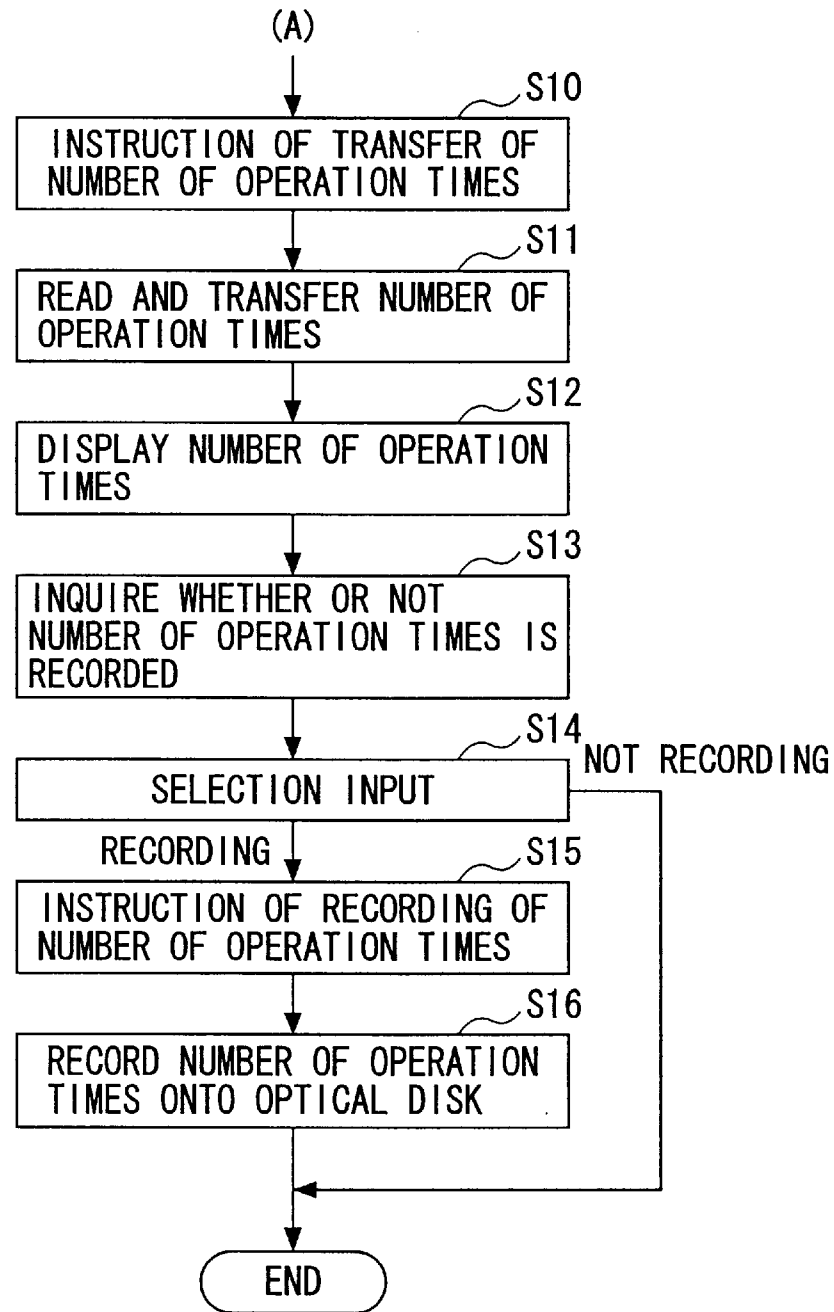 (A)
S10
INSTRUCTION OF TRANSFER OF
NUMBER OF OPERATION TIMES
S11
READ AND TRANSFER NUMBER OF
OPERATION TIMES
S12
DISPLAY NUMBER OF OPERATION
TIMES
S13
INQUIRE WHETHER OR NOT
NUMBER OF OPERATION TIMES IS
RECORDED
S14
NOT RECORDING
SELECTION INPUT
RECORDING
S15
INSTRUCTION OF RECORDING OF
NUMBER OF OPERATION TIMES
S16
RECORD NUMBER OF OPERATION
TIMES ONTO OPTICAL DISK
END